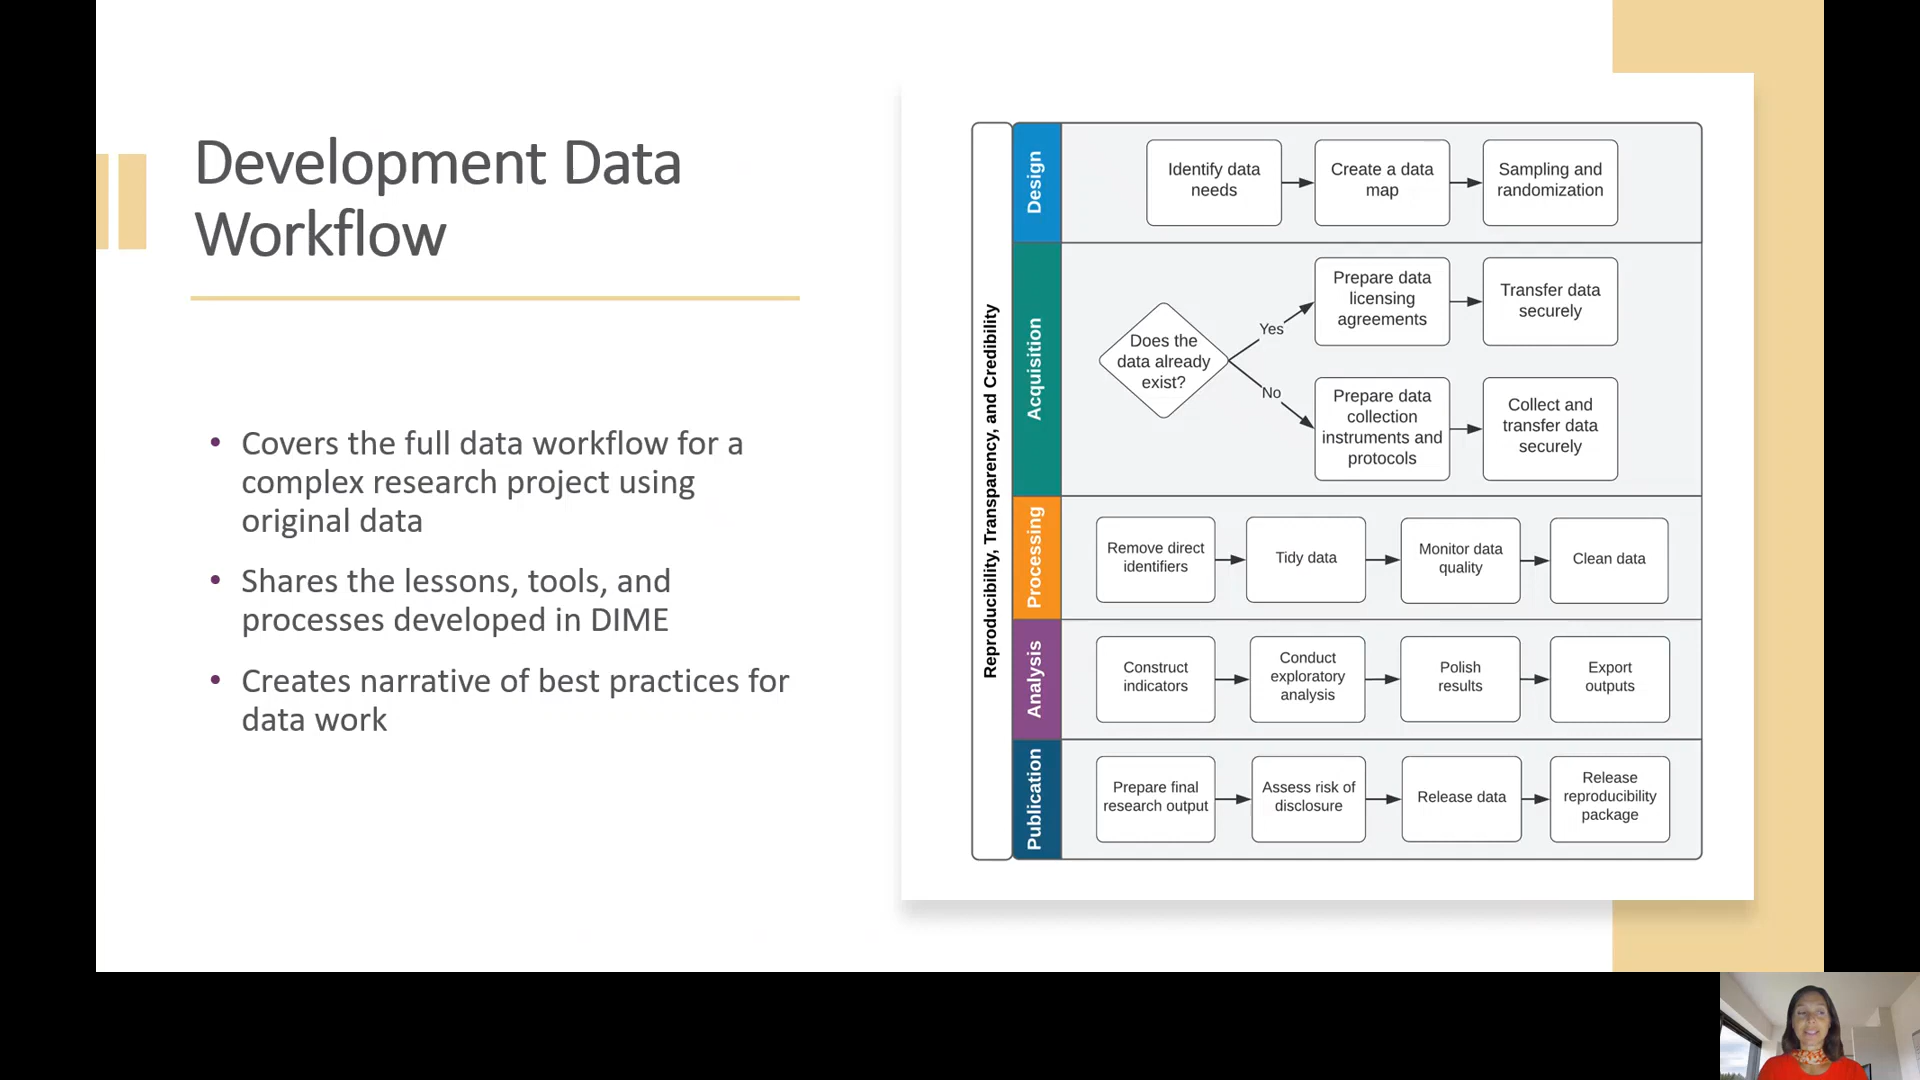 Development Data
Workflow
• Covers the full data workflow for a
complex research project using
original data
• Shares the lessons, tools, and
processes developed in DIME
• Creates narrative of best practices for
data work
Reproducibility, Transparency, and Credibility
Design
Identify data
needs
Create a data
map
Sampling and
randomization
Acquisition
Does the
data already
exist?
Yes
Prepare data
licensing
agreements
Transfer data
securely
No
Prepare data
collection
instruments and
protocols
Collect and
transfer data
securely
Processing
Remove direct
identifiers
Tidy data
Monitor data
quality
Clean data
Analysis
Construct
indicators
Conduct
exploratory
analysis
Polish
results
Export
outputs
Publication
Prepare final
research output
Assess risk of
disclosure
Release data
Release
reproducibility
package